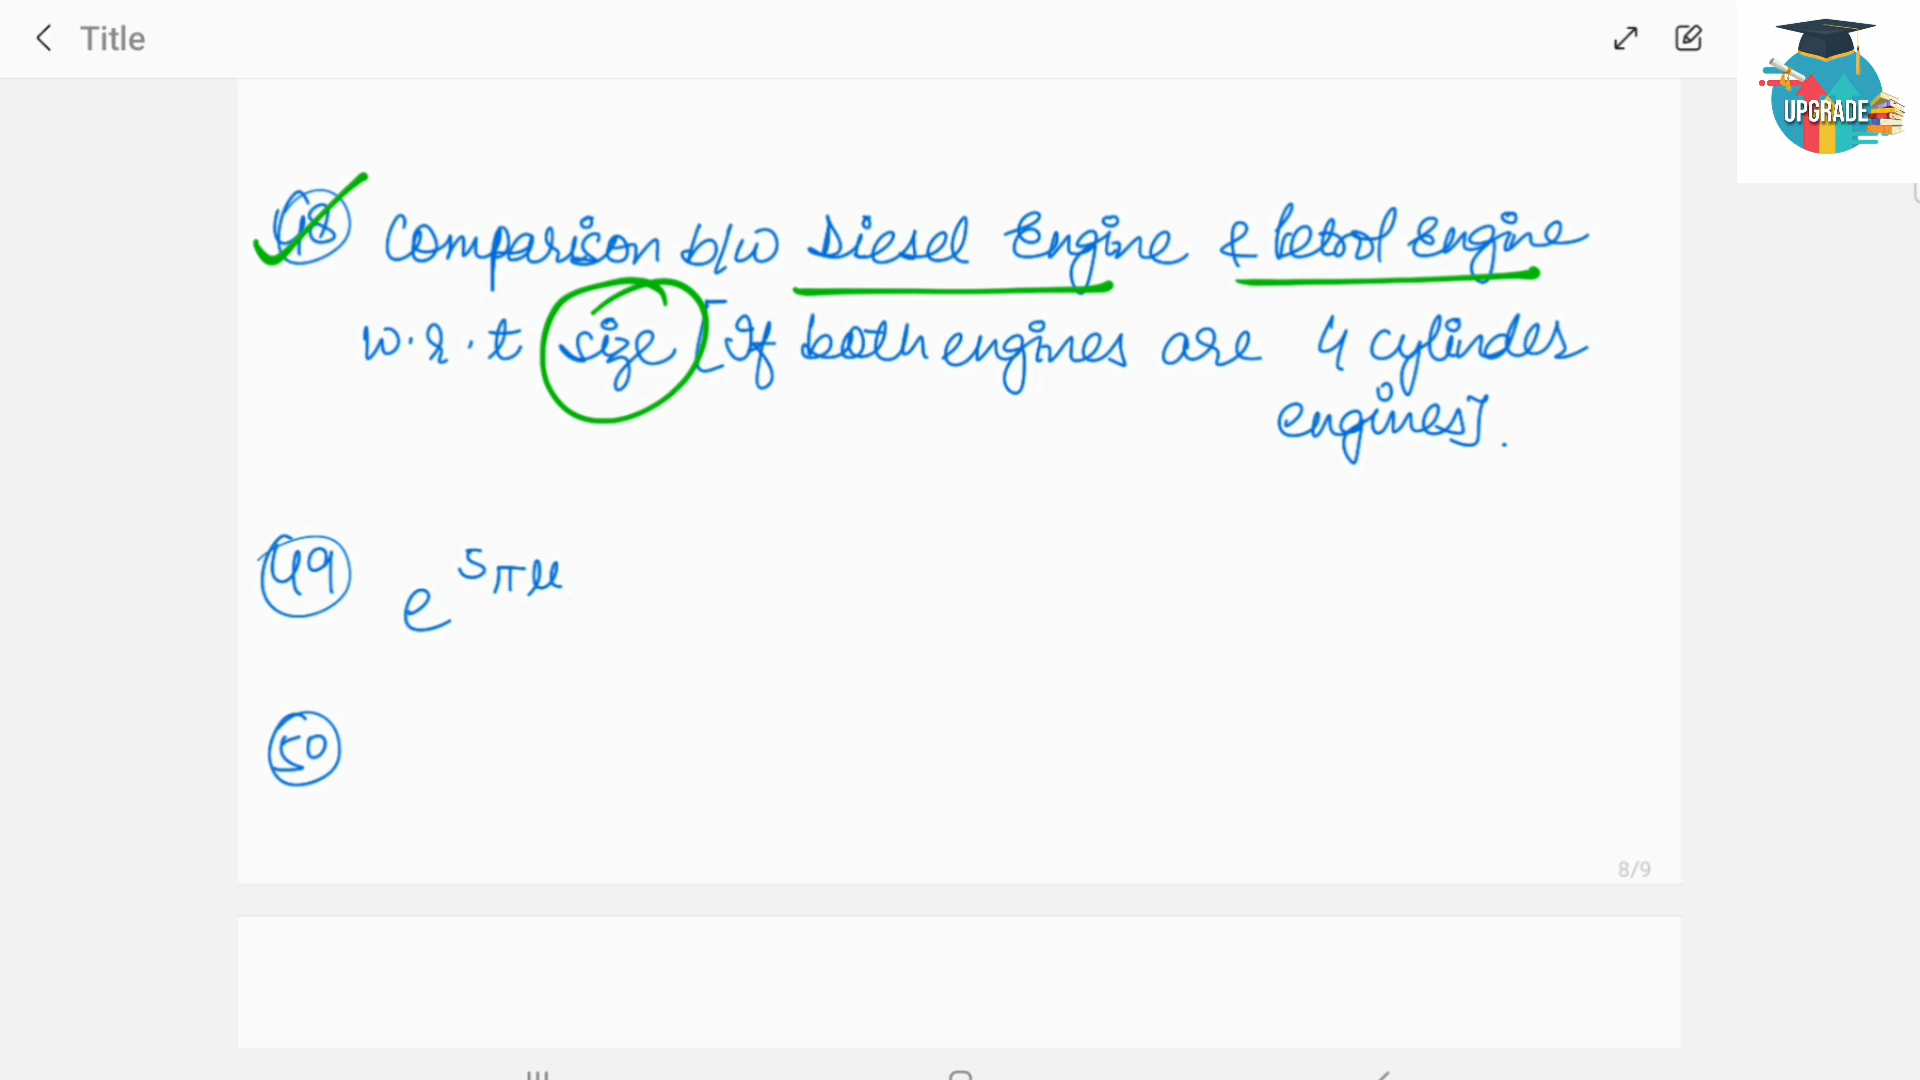 Title
UPGRADE
48 Comparison b/w Diesel Engine & Petrol Engine
w.r.t size [If both engines are 4 cylinder
engines].
49 e^5πμ
50
8/9